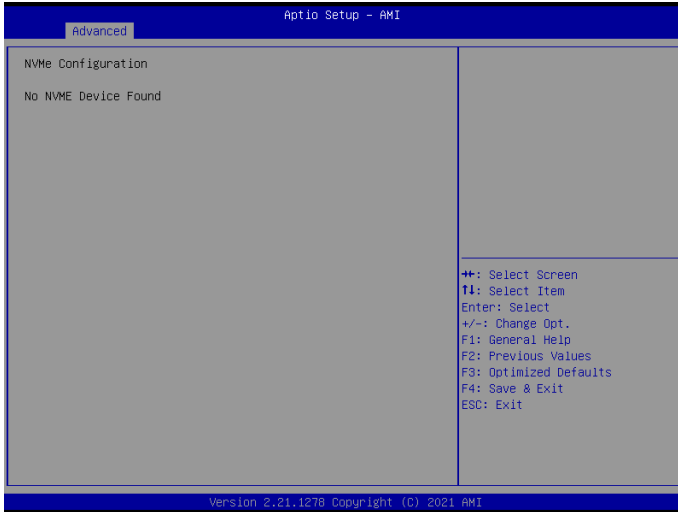 Aptio Setup – AMI
Advanced
NVMe Configuration
No NVME Device Found
→←: Select Screen
↑↓: Select Item
Enter: Select
+/-: Change Opt.
F1: General Help
F2: Previous Values
F3: Optimized Defaults
F4: Save & Exit
ESC: Exit
Version 2.21.1278 Copyright (C) 2021 AMI